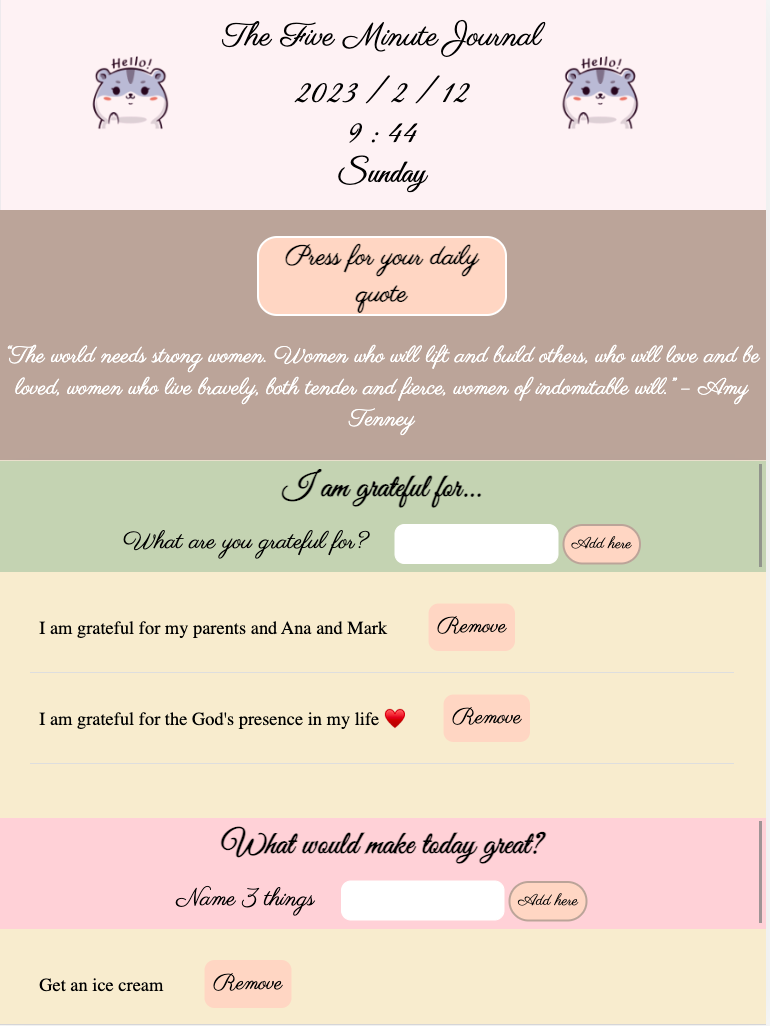 The Five Minute Journal
Hello!
Hello!
2023 / 2 / 12
9 : 44
Sunday
Press for your daily
quote
"The world needs strong women. Women who will lift and build others, who will love and be
loved, women who live bravely, both tender and fierce, women of indomitable will." – Amy
Tenney
I am grateful for...
What are you grateful for?
Add here
I am grateful for my parents and Ana and Mark
Remove
I am grateful for the God's presence in my life ❤️
Remove
What would make today great?
Name 3 things
Add here
Get an ice cream
Remove